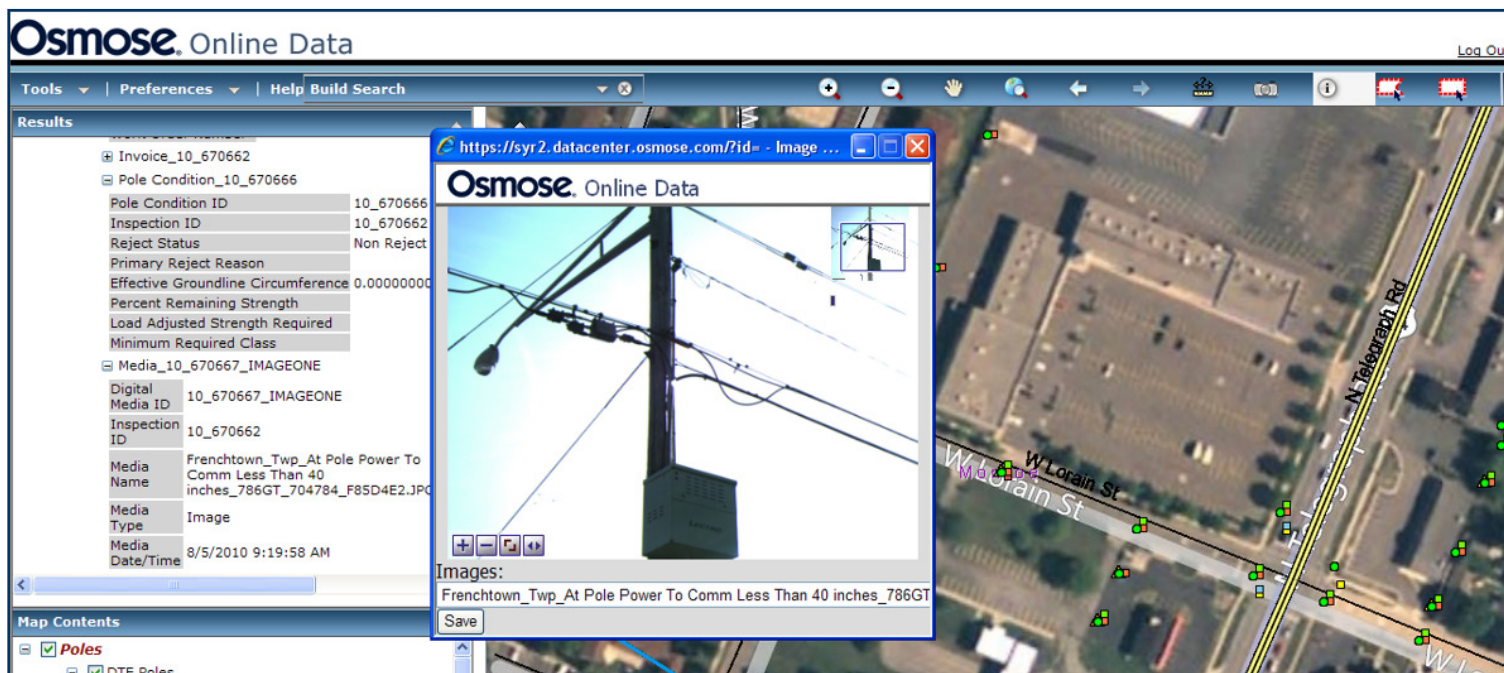 Osmose. Online Data
Log Ou
Tools | Preferences | Help Build Search
Results
Invoice_10_670662
Pole Condition_10_670666
Pole Condition ID 10_670666
Inspection ID 10_670662
Reject Status Non Reject
Primary Reject Reason
Effective Groundline Circumference 0.00000000
Percent Remaining Strength
Load Adjusted Strength Required
Minimum Required Class
Media_10_670667_IMAGEONE
Digital
Media ID 10_670667_IMAGEONE
Inspection
ID 10_670662
Media
Name Frenchtown_Twp_At Pole Power To
Comm Less Than 40
inches_786GT_704784_F85D4E2.JPG
Media
Type Image
Media
Date/Time 8/5/2010 9:19:58 AM
Map Contents
Poles
DTE Poles
https://syr2.datacenter.osmose.com/?id= - Image ...
Osmose. Online Data
Images:
Frenchtown_Twp_At Pole Power To Comm Less Than 40 inches_786GT
Save
N Telegraph Rd
W Lorain St
W Lorain St